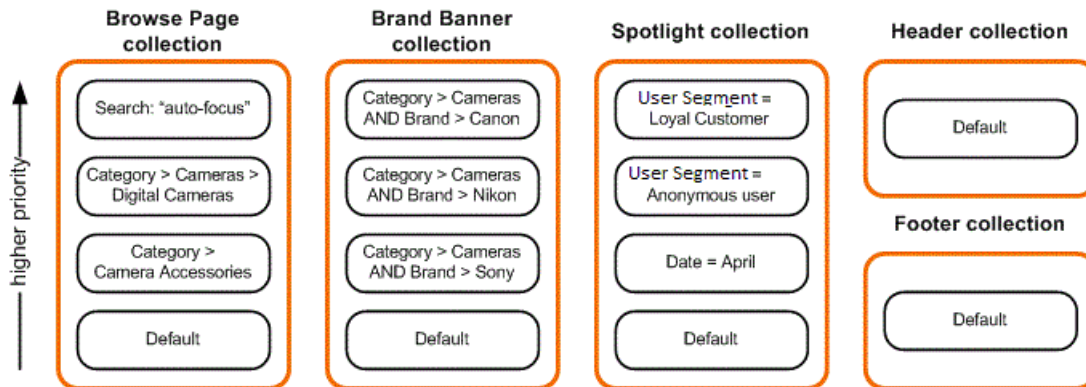 Browse Page
collection
Search: "auto-focus"
Category > Cameras >
Digital Cameras
Category >
Camera Accessories
Default
Brand Banner
collection
Category > Cameras
AND Brand > Canon
Category > Cameras
AND Brand > Nikon
Category > Cameras
AND Brand > Sony
Default
Spotlight collection
User Segment =
Loyal Customer
User Segment =
Anonymous user
Date = April
Default
Header collection
Default
Footer collection
Default
higher priority